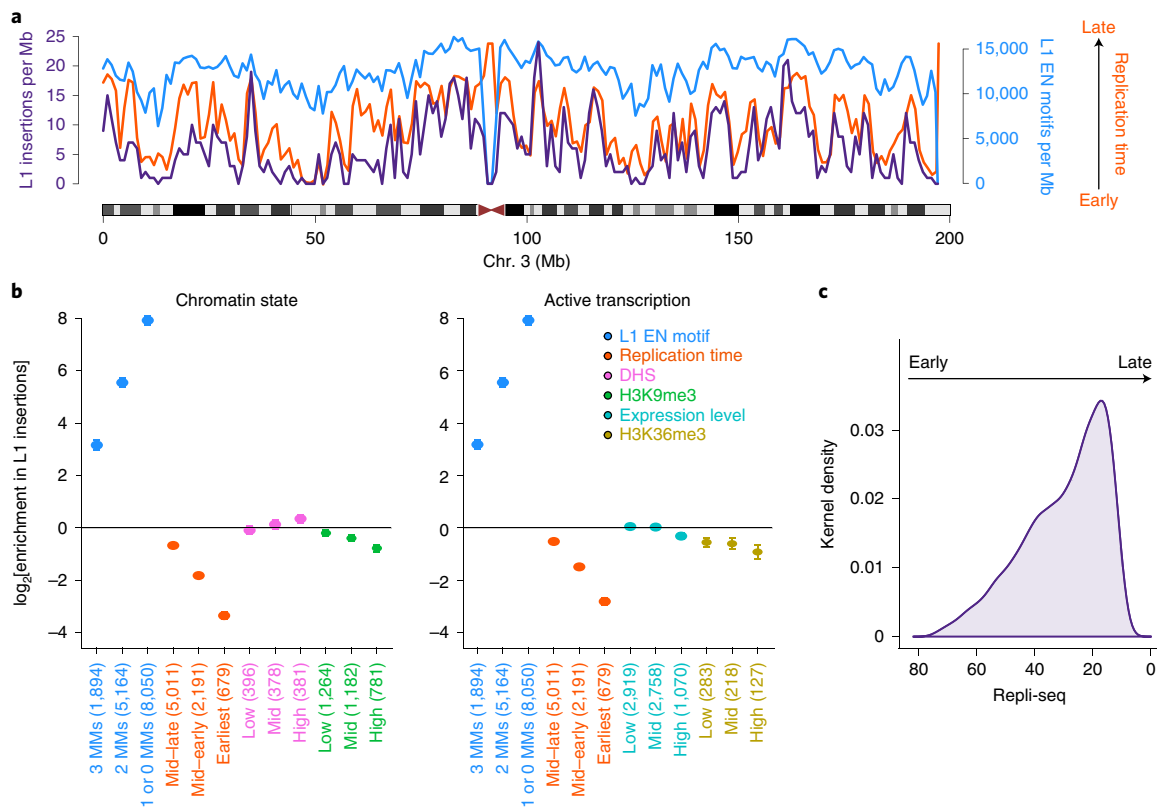 a
L1 insertions per Mb
25
20
15
10
5
0
15,000
10,000
5,000
0
L1 EN motifs per Mb
Late
Replication time
Early
0
50
100
150
200
Chr. 3 (Mb)
b
Chromatin state
log2[enrichment in L1 insertions]
8
6
4
2
0
–2
–4
3 MMs (1,894)
2 MMs (5,164)
1 or 0 MMs (8,050)
Mid–late (5,011)
Mid–early (2,191)
Earliest (679)
Low (396)
Mid (378)
High (381)
Low (1,264)
Mid (1,182)
High (781)
Active transcription
8
6
4
2
0
–2
–4
L1 EN motif
Replication time
DHS
H3K9me3
Expression level
H3K36me3
3 MMs (1,894)
2 MMs (5,164)
1 or 0 MMs (8,050)
Mid–late (5,011)
Mid–early (2,191)
Earliest (679)
Low (2,919)
Mid (2,758)
High (1,070)
Low (283)
Mid (218)
High (127)
c
Early
Late
Kernel density
0.03
0.02
0.01
0
80
60
40
20
0
Repli-seq